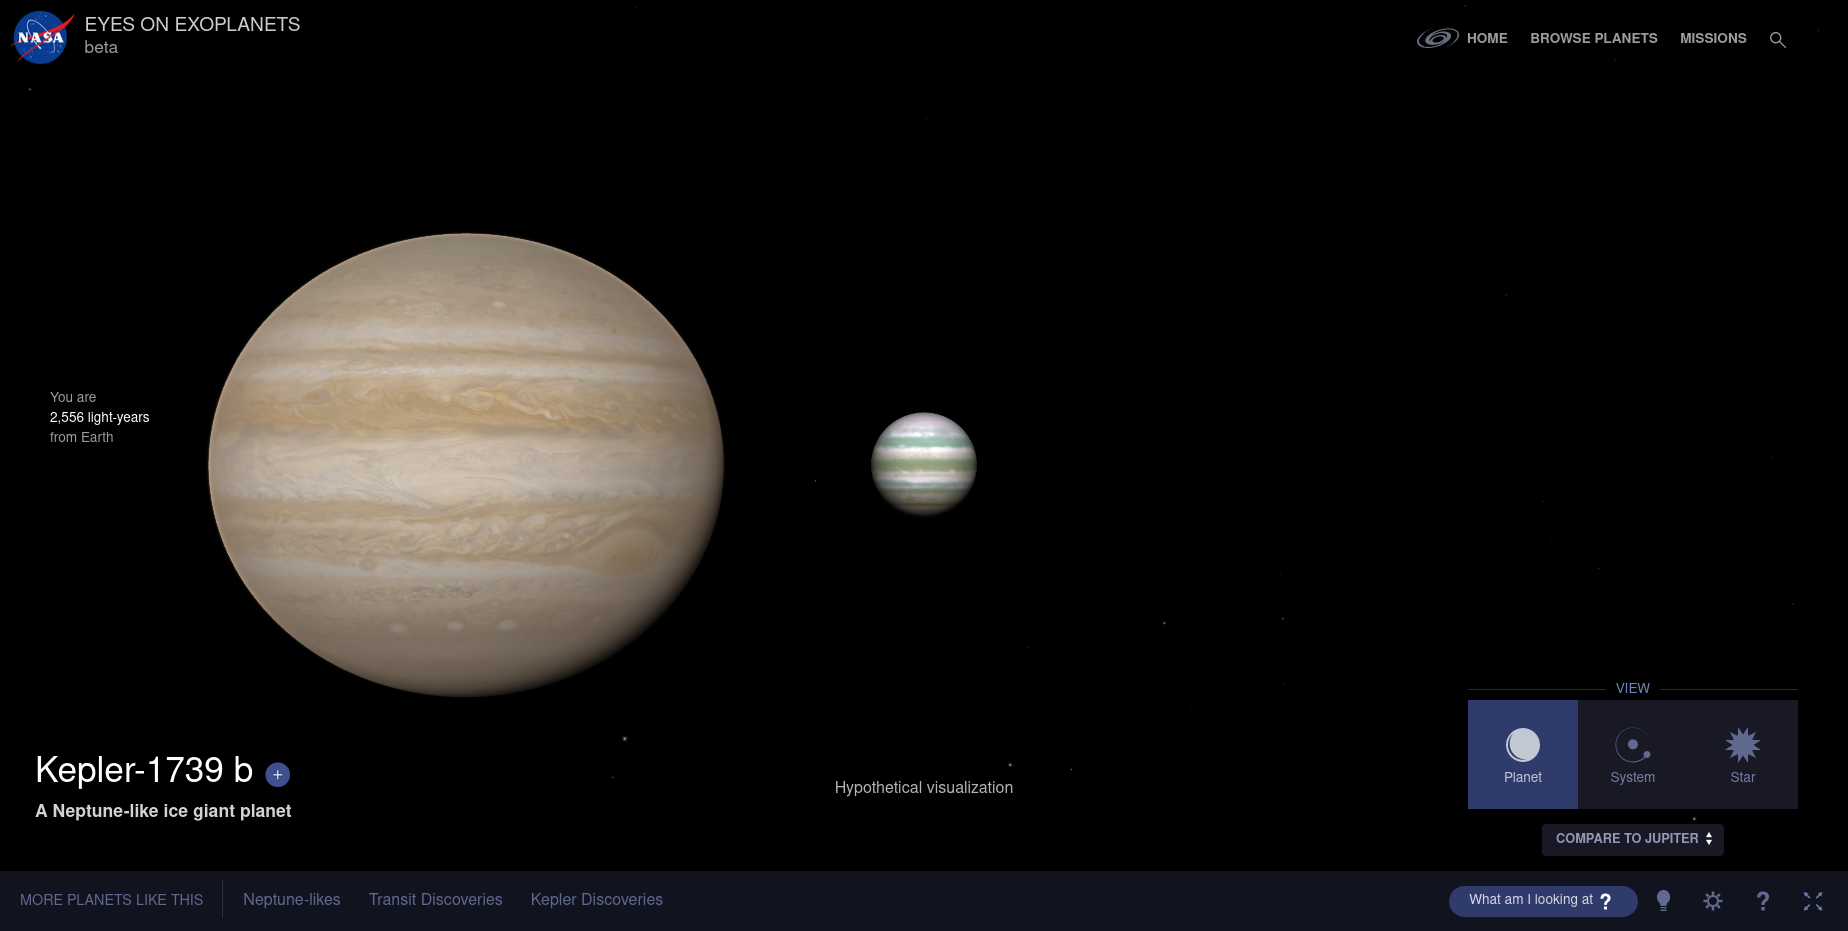 NASA
EYES ON EXOPLANETS
beta
HOME
BROWSE PLANETS
MISSIONS
You are
2,556 light-years
from Earth
Kepler-1739 b +
A Neptune-like ice giant planet
Hypothetical visualization
VIEW
Planet
System
Star
COMPARE TO JUPITER
MORE PLANETS LIKE THIS
Neptune-likes
Transit Discoveries
Kepler Discoveries
What am I looking at ?
?